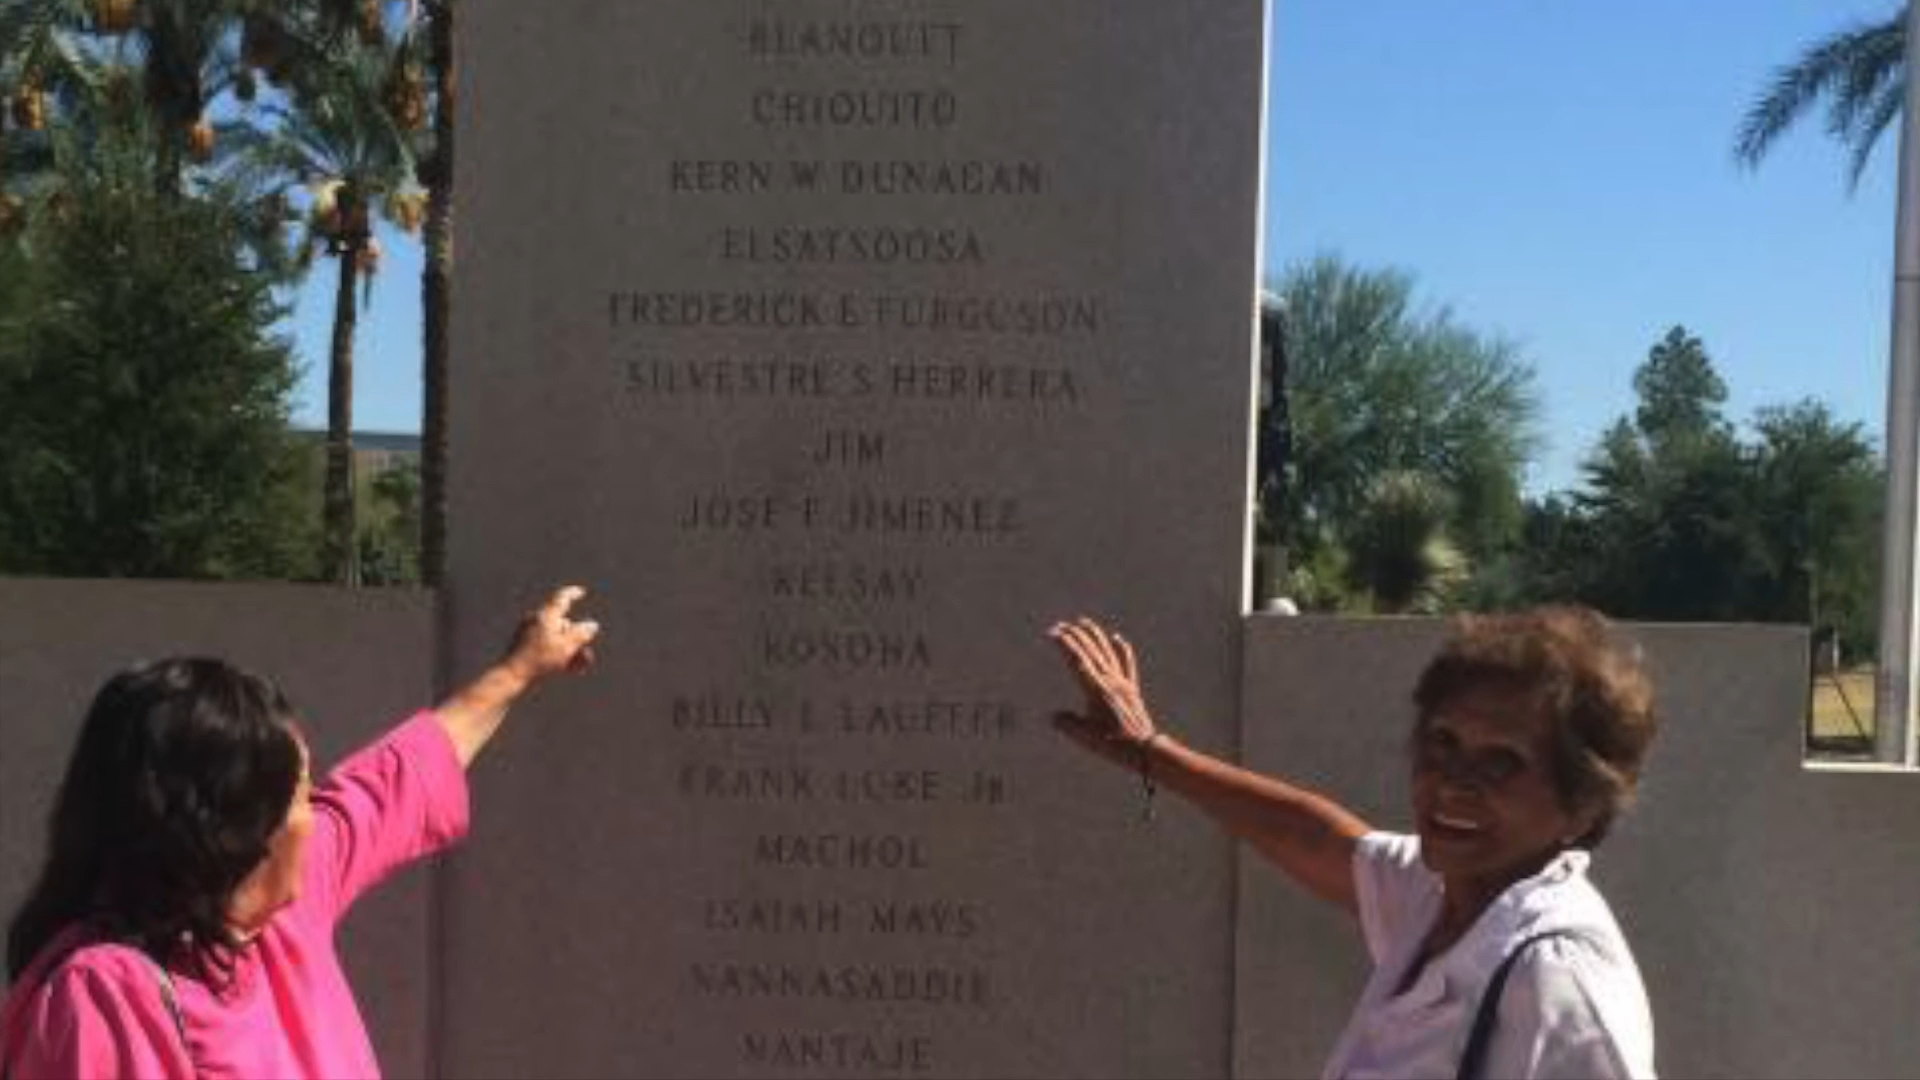 BLANQUET
CHIQUITO
KERN W DUNAGAN
ELSATSOOSA
FREDERICK E FURGUSON
SILVESTRE S HERRERA
JIM
JOSE F JIMENEZ
KELSAY
KOSOHA
BILLY L LAUFFER
FRANK LUKE JR
MACHOL
ISAIAH MAYS
NANNASADDIE
NANTAJE